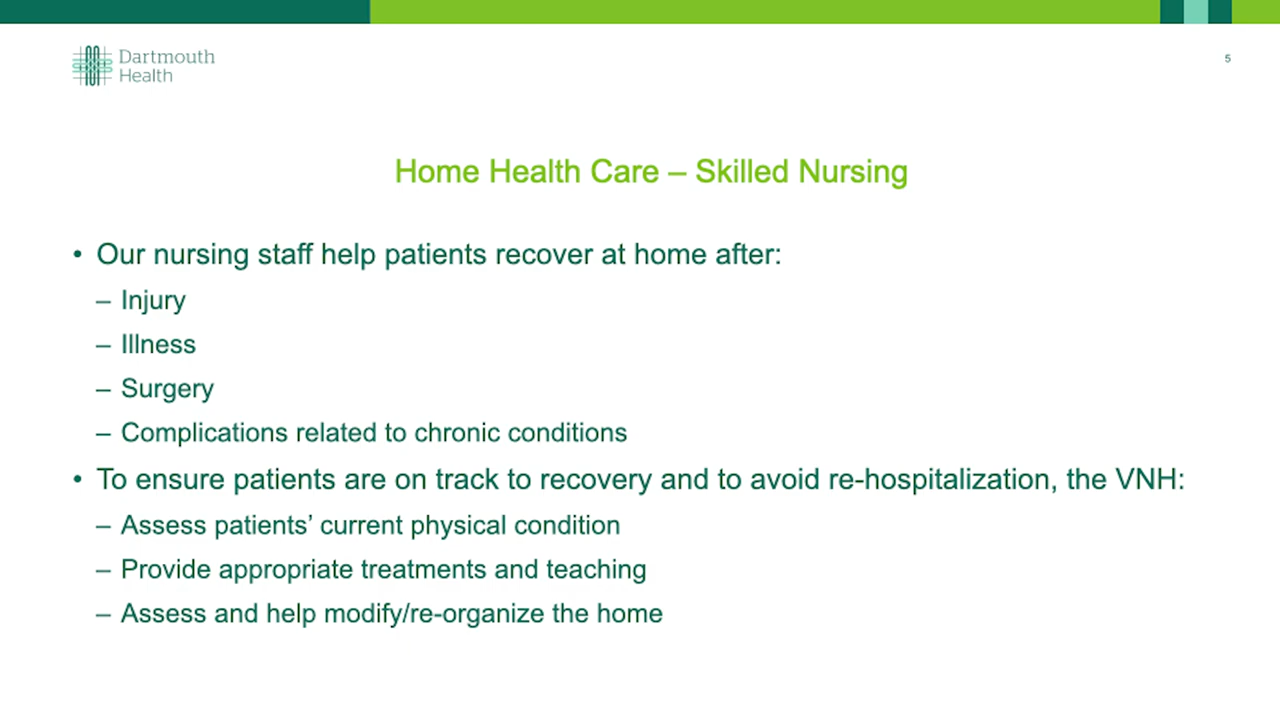 Dartmouth
Health
5
Home Health Care – Skilled Nursing
• Our nursing staff help patients recover at home after:
– Injury
– Illness
– Surgery
– Complications related to chronic conditions
• To ensure patients are on track to recovery and to avoid re-hospitalization, the VNH:
– Assess patients’ current physical condition
– Provide appropriate treatments and teaching
– Assess and help modify/re-organize the home